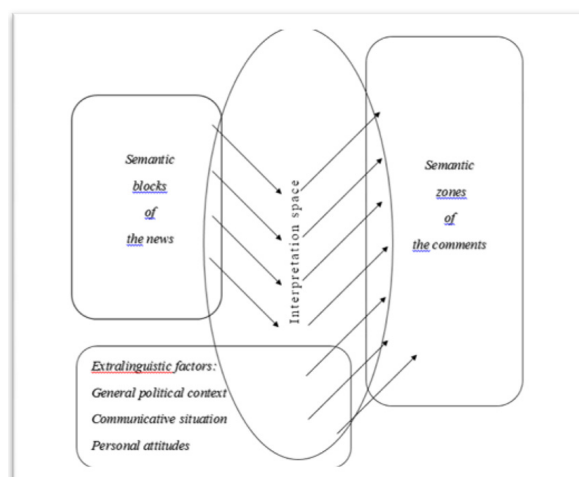 Semantic
blocks
of
the news
Interpretation space
Semantic
zones
of
the comments
Extralinguistic factors:
General political context
Communicative situation
Personal attitudes